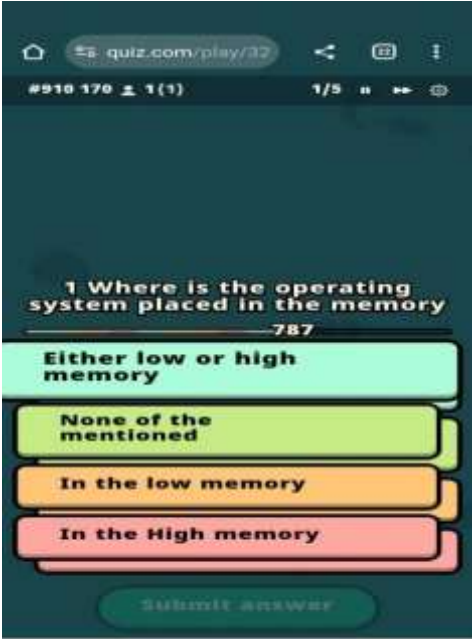 quiz.com/play/32
#910 170 1(1) 1/5
1 Where is the operating
system placed in the memory
787
Either low or high
memory
None of the
mentioned
In the low memory
In the High memory
Submit answer